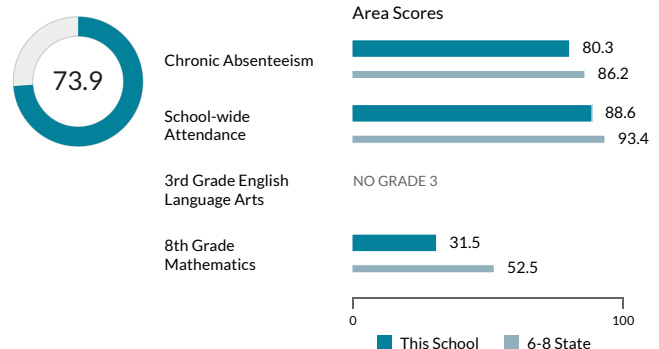 Area Scores
73.9
Chronic Absenteeism
80.3
86.2
School-wide
Attendance
88.6
93.4
3rd Grade English
Language Arts
NO GRADE 3
8th Grade
Mathematics
31.5
52.5
0
100
This School
6-8 State